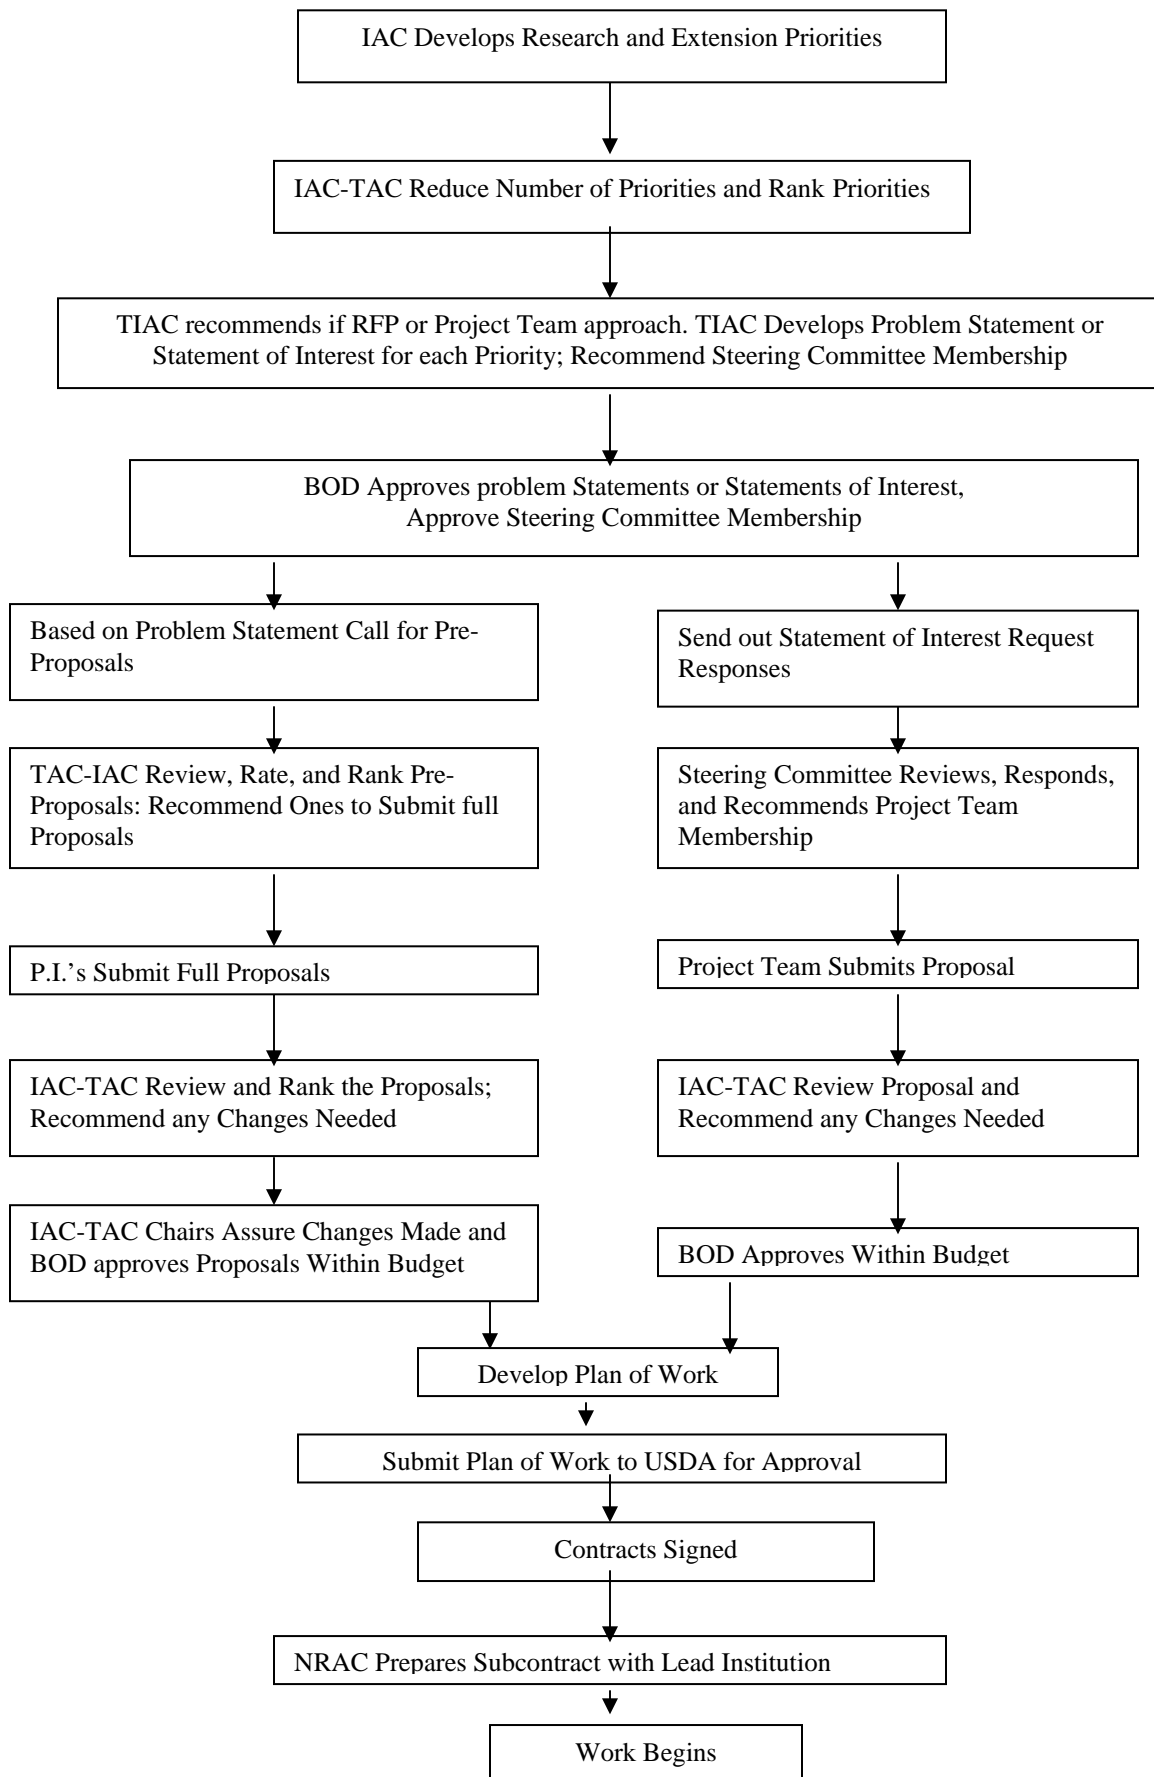 IAC Develops Research and Extension Priorities
IAC-TAC Reduce Number of Priorities and Rank Priorities
TIAC recommends if RFP or Project Team approach. TIAC Develops Problem Statement or
Statement of Interest for each Priority; Recommend Steering Committee Membership
BOD Approves problem Statements or Statements of Interest,
Approve Steering Committee Membership
Based on Problem Statement Call for Pre-
Proposals
TAC-IAC Review, Rate, and Rank Pre-
Proposals: Recommend Ones to Submit full
Proposals
P.I.’s Submit Full Proposals
IAC-TAC Review and Rank the Proposals;
Recommend any Changes Needed
IAC-TAC Chairs Assure Changes Made and
BOD approves Proposals Within Budget
Send out Statement of Interest Request
Responses
Steering Committee Reviews, Responds,
and Recommends Project Team
Membership
Project Team Submits Proposal
IAC-TAC Review Proposal and
Recommend any Changes Needed
BOD Approves Within Budget
Develop Plan of Work
Submit Plan of Work to USDA for Approval
Contracts Signed
NRAC Prepares Subcontract with Lead Institution
Work Begins